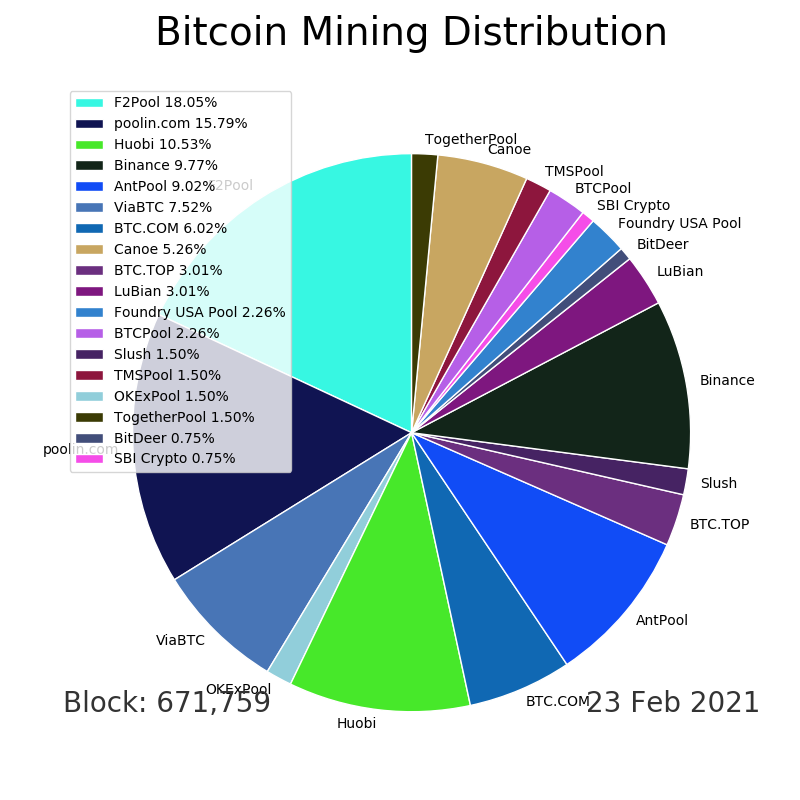 Bitcoin Mining Distribution
F2Pool 18.05%
poolin.com 15.79%
Huobi 10.53%
Binance 9.77%
AntPool 9.02%
ViaBTC 7.52%
BTC.COM 6.02%
Canoe 5.26%
BTC.TOP 3.01%
LuBian 3.01%
Foundry USA Pool 2.26%
BTCPool 2.26%
Slush 1.50%
TMSPool 1.50%
OKExPool 1.50%
TogetherPool 1.50%
BitDeer 0.75%
SBI Crypto 0.75%
TogetherPool
Canoe
TMSPool
BTCPool
SBI Crypto
Foundry USA Pool
BitDeer
LuBian
Binance
Slush
BTC.TOP
AntPool
BTC.COM
Huobi
OKExPool
ViaBTC
poolin.com
F2Pool
Block: 671,759
23 Feb 2021